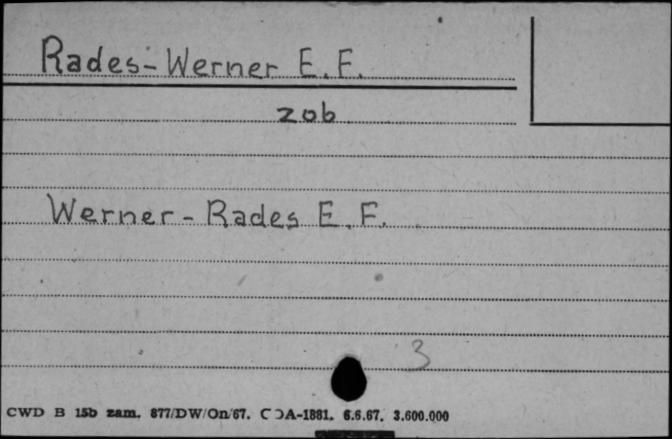 Rades-Werner E. F.
zob
Werner-Rades E. F.
3
CWD B 15b zam. 877/DW/On/67. CDA-1881. 6.6.67. 3.600.000